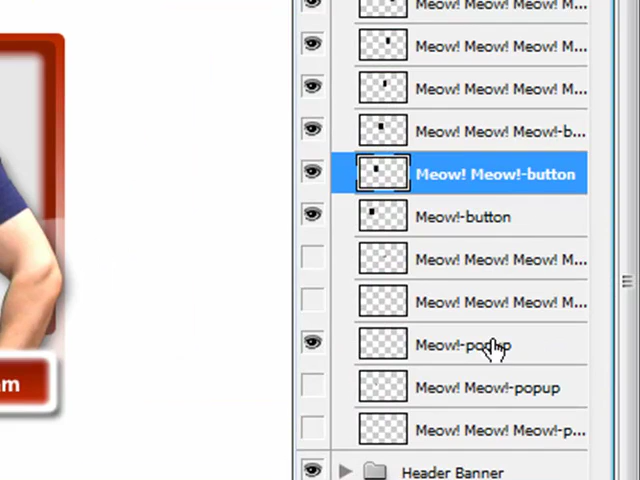 Meow! Meow! Meow! M...
Meow! Meow! Meow! M...
Meow! Meow! Meow! M...
Meow! Meow! Meow!-b...
Meow! Meow!-button
Meow!-button
Meow! Meow! Meow! M...
Meow! Meow! Meow! M...
Meow!-popup
am
Meow! Meow!-popup
Meow! Meow! Meow!-p...
Header Banner